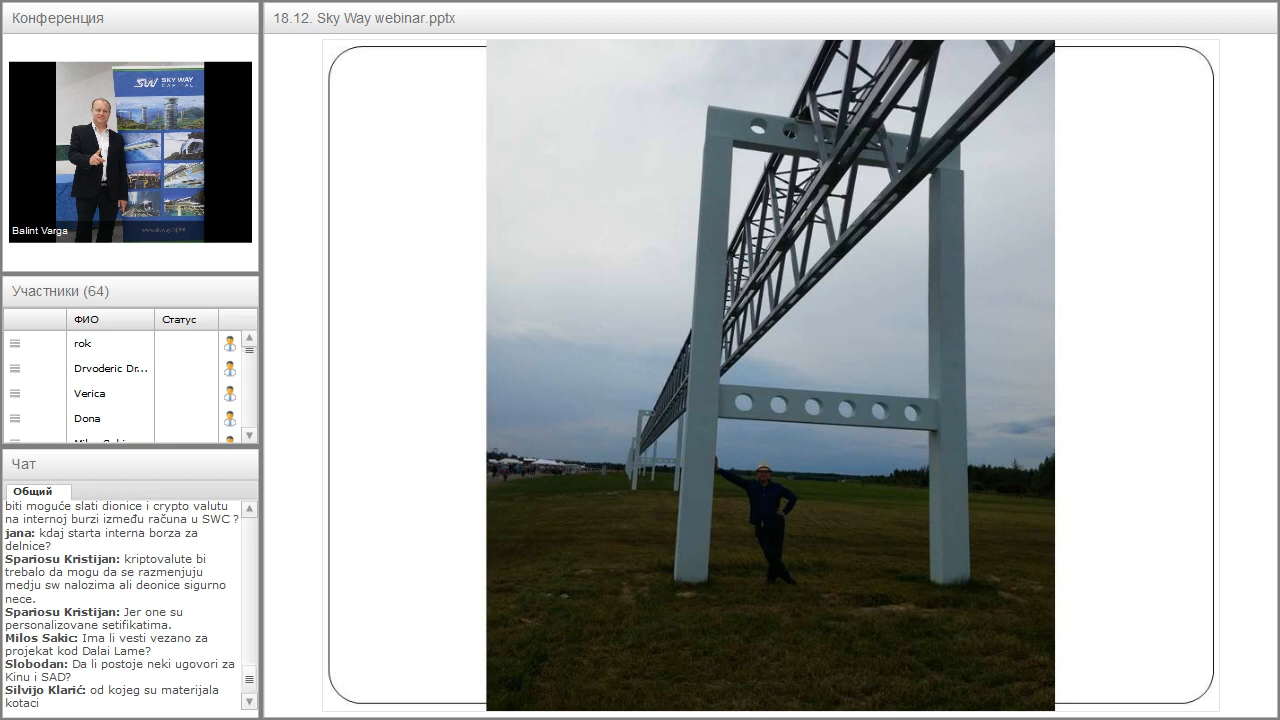 Конференция
18.12. Sky Way webinar.pptx
SW SKY WAY
CAPITAL
Balint Varga
Участники (64)
ФИО
Статус
rok
Drvoderic Dr...
Verica
Dona
Чат
Общий
biti moguće slati dionice i crypto valutu
na internoj burzi između računa u SWC ?
jana: kdaj starta interna borza za
delnice?
Spariosu Kristijan: kriptovalute bi
trebalo da mogu da se razmenjuju
medju sw nalozima ali deonice sigurno
nece.
Spariosu Kristijan: Jer one su
personalizovane setifikatima.
Milos Sakic: Ima li vesti vezano za
projekat kod Dalai Lame?
Slobodan: Da li postoje neki ugovori za
Kinu i SAD?
Silvijo Klarić: od kojeg su materijala
kotaci